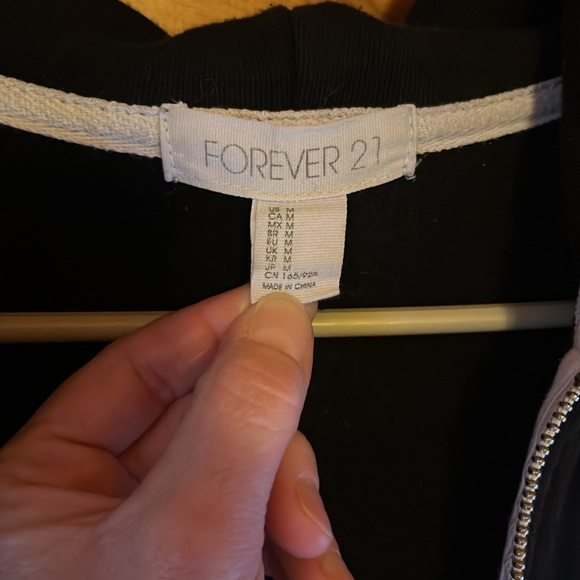 FOREVER 21
US M
CA M
MX M
BR M
EU M
UK M
KR M
JP M
CN 165/92A
MADE IN CHINA